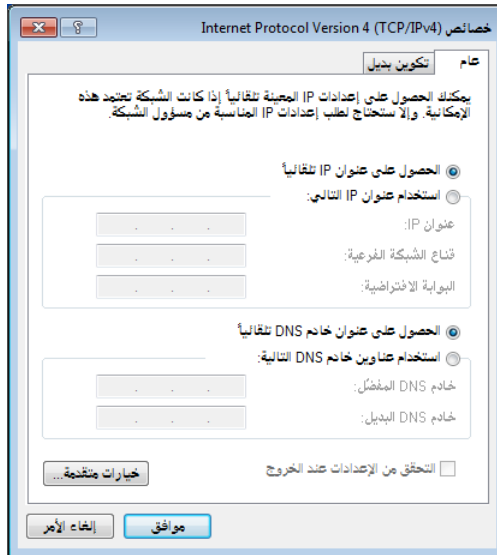 خصائص Internet Protocol Version 4 (TCP/IPv4)
عام
تكوين بديل
يمكنك الحصول على إعدادات IP المعينة تلقائياً إذا كانت الشبكة تعتمد هذه
الإمكانية. وإلا ستحتاج لطلب إعدادات IP المناسبة من مسؤول الشبكة.
الحصول على عنوان IP تلقائياً
استخدام عنوان IP التالي:
عنوان IP:
قناع الشبكة الفرعية:
البوابة الافتراضية:
الحصول على عنوان خادم DNS تلقائياً
استخدام عناوين خادم DNS التالية:
خادم DNS المفضّل:
خادم DNS البديل:
التحقق من الإعدادات عند الخروج
خيارات متقدمة...
موافق
إلغاء الأمر